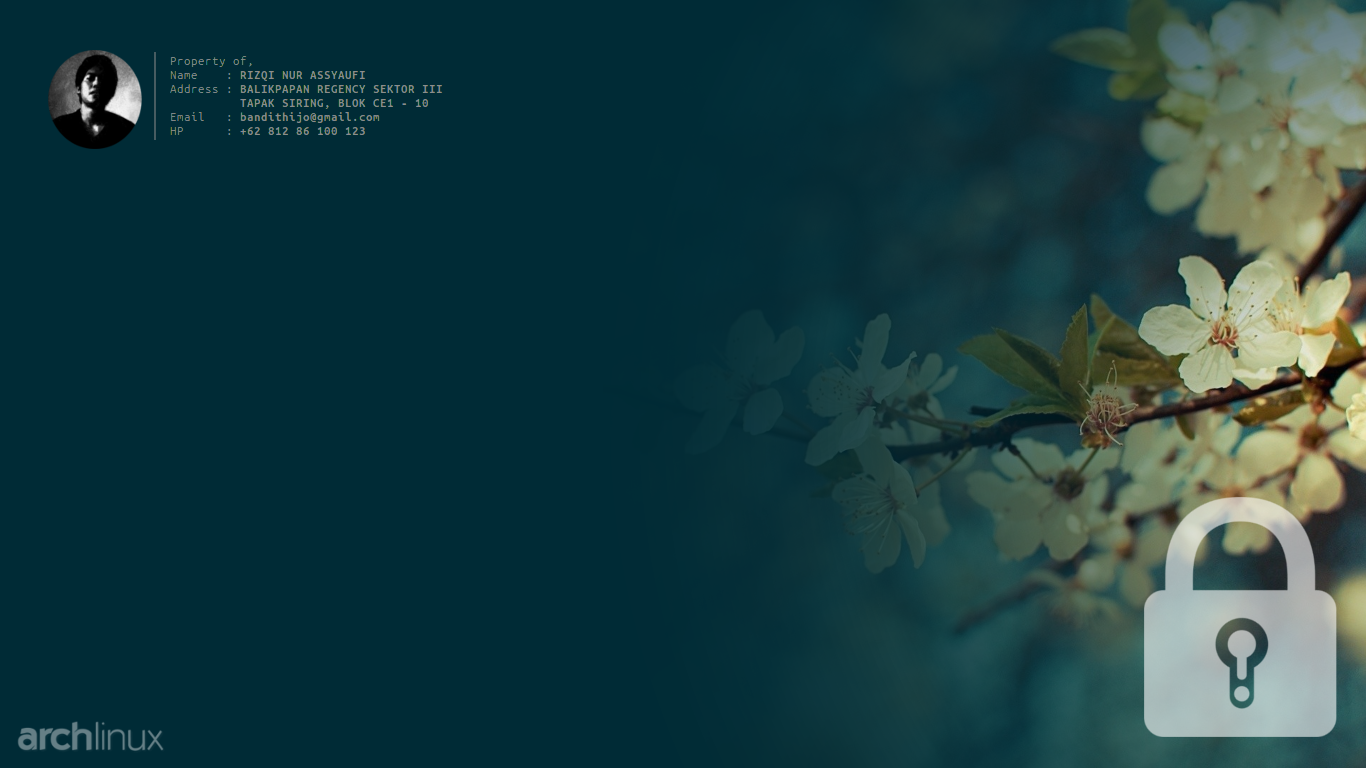 Property of,
Name : RIZQI NUR ASSYAUFI
Address : BALIKPAPAN REGENCY SEKTOR III
TAPAK SIRING, BLOK CE1 - 10
Email : bandithijo@gmail.com
HP : +62 812 86 100 123
archlinux